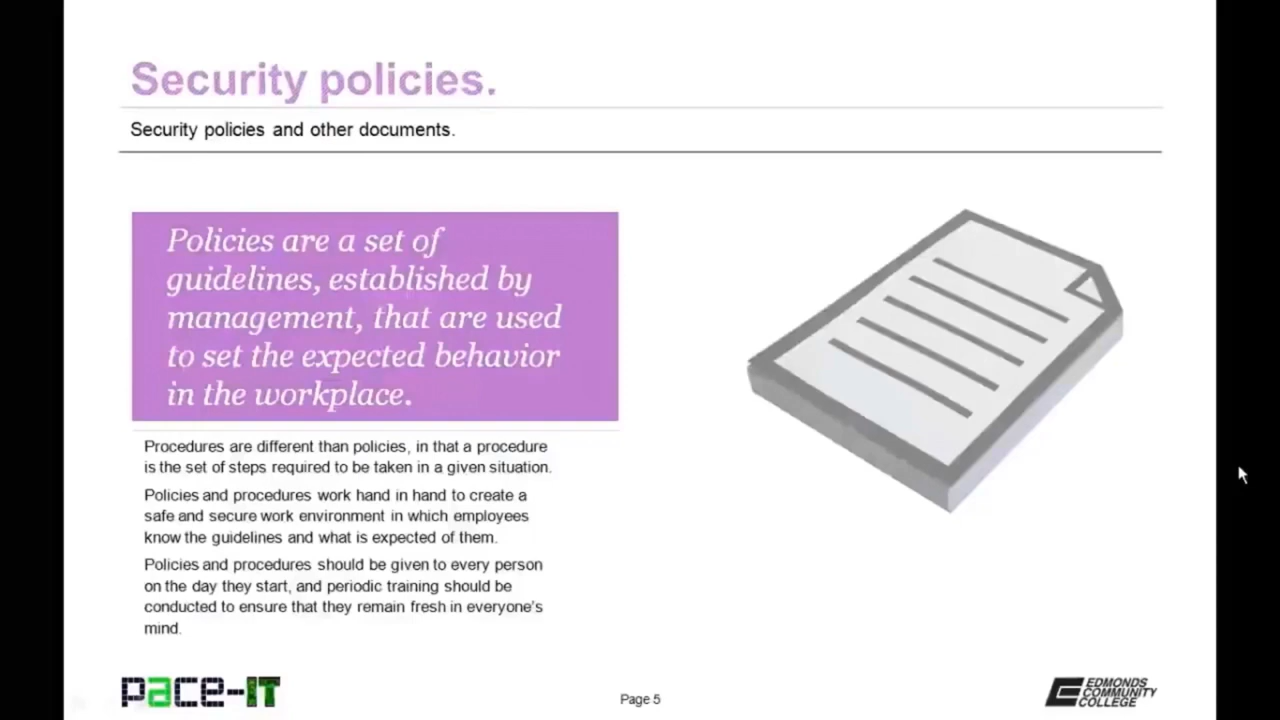 Security policies.
Security policies and other documents.
Policies are a set of
guidelines, established by
management, that are used
to set the expected behavior
in the workplace.
Procedures are different than policies, in that a procedure
is the set of steps required to be taken in a given situation.
Policies and procedures work hand in hand to create a
safe and secure work environment in which employees
know the guidelines and what is expected of them.
Policies and procedures should be given to every person
on the day they start, and periodic training should be
conducted to ensure that they remain fresh in everyone's
mind.
pace-IT
Page 5
EDMONDS
COMMUNITY
COLLEGE